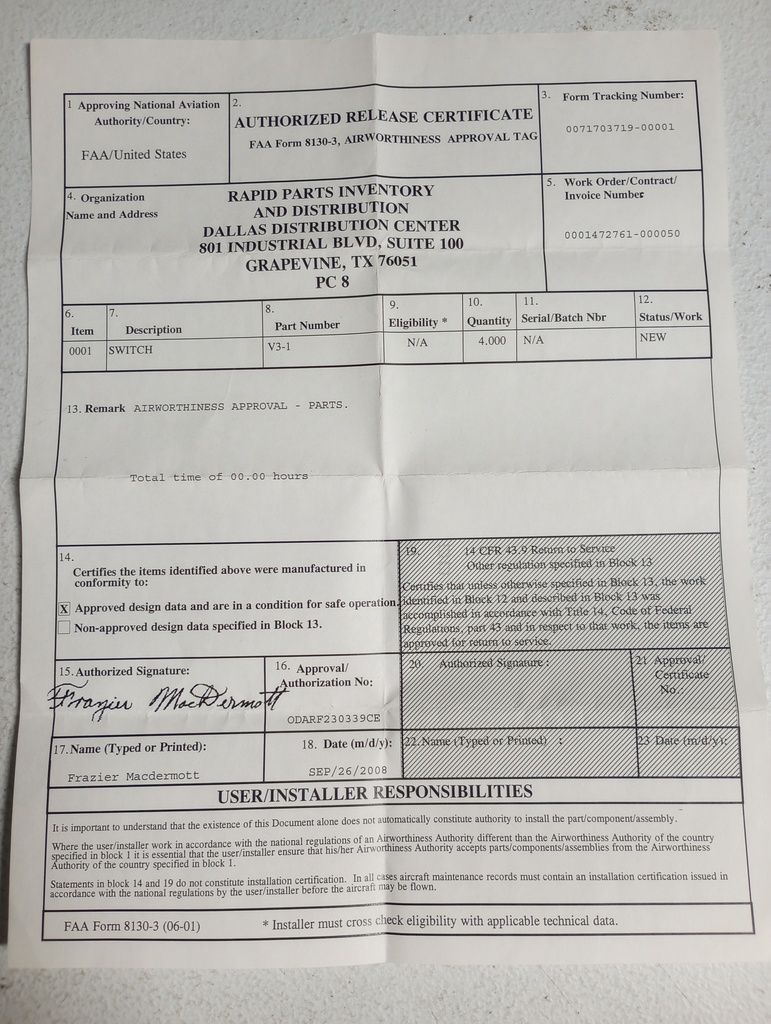 1 Approving National Aviation
Authority/Country:
FAA/United States
2.
AUTHORIZED RELEASE CERTIFICATE
FAA Form 8130-3, AIRWORTHINESS APPROVAL TAG
3. Form Tracking Number:
0071703719-00001
4. Organization
Name and Address
RAPID PARTS INVENTORY
AND DISTRIBUTION
DALLAS DISTRIBUTION CENTER
801 INDUSTRIAL BLVD, SUITE 100
GRAPEVINE, TX 76051
PC 8
5. Work Order/Contract/
Invoice Number
0001472761-000050
6. 7. 8. 9. 10. 11. 12.
Item Description Part Number Eligibility * Quantity Serial/Batch Nbr Status/Work
0001 SWITCH V3-1 N/A 4.000 N/A NEW
13. Remark AIRWORTHINESS APPROVAL - PARTS.
Total time of 00.00 hours
14.
Certifies the items identified above were manufactured in
conformity to:
X Approved design data and are in a condition for safe operation.
Non-approved design data specified in Block 13.
19. 14 CFR 43.9 Return to Service
Other regulation specified in Block 13
Certifies that unless otherwise specified in Block 13, the work
identified in Block 12 and described in Block 13 was
accomplished in accordance with Title 14, Code of Federal
Regulations, part 43 and in respect to that work, the items are
approved for return to service.
15. Authorized Signature:
Frazier MacDermott
16. Approval/
Authorization No:
ODARF230339CE
20. Authorized Signature :
21 Approval/
Certificate
No.
17. Name (Typed or Printed):
Frazier Macdermott
18. Date (m/d/y):
SEP/26/2008
22. Name (Typed or Printed) :
23 Date (m/d/y):
USER/INSTALLER RESPONSIBILITIES
It is important to understand that the existence of this Document alone does not automatically constitute authority to install the part/component/assembly.
Where the user/installer work in accordance with the national regulations of an Airworthiness Authority different than the Airworthiness Authority of the country
specified in block 1 it is essential that the user/installer ensure that his/her Airworthiness Authority accepts parts/components/assemblies from the Airworthiness
Authority of the country specified in block 1.
Statements in block 14 and 19 do not constitute installation certification. In all cases aircraft maintenance records must contain an installation certification issued in
accordance with the national regulations by the user/installer before the aircraft may be flown.
FAA Form 8130-3 (06-01) * Installer must cross check eligibility with applicable technical data.